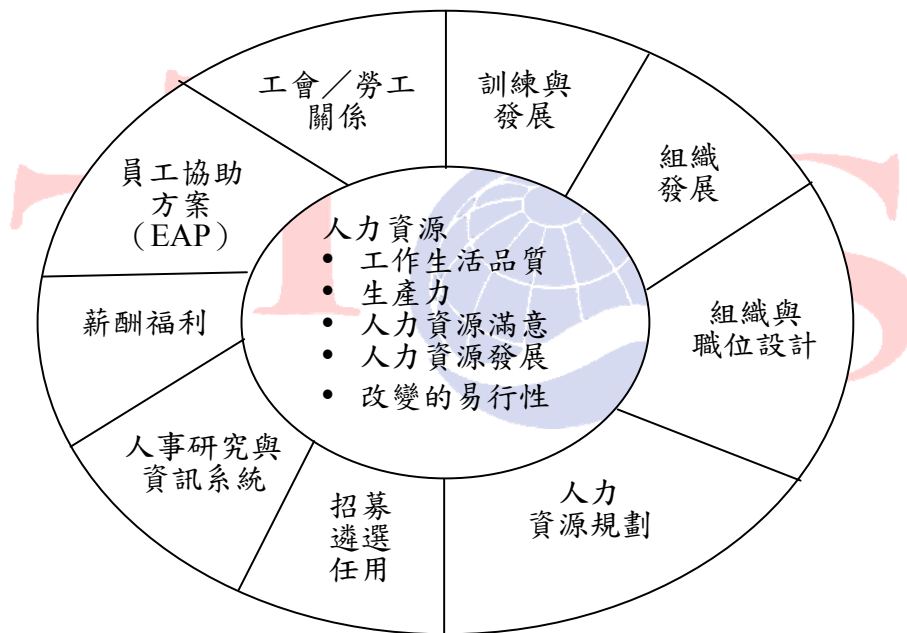 工會／勞工
關係
訓練與
發展
組織
發展
組織與
職位設計
人力
資源規劃
招募
遴選
任用
人事研究與
資訊系統
薪酬福利
員工協助
方案
（EAP）
人力資源
• 工作生活品質
• 生產力
• 人力資源滿意
• 人力資源發展
• 改變的易行性